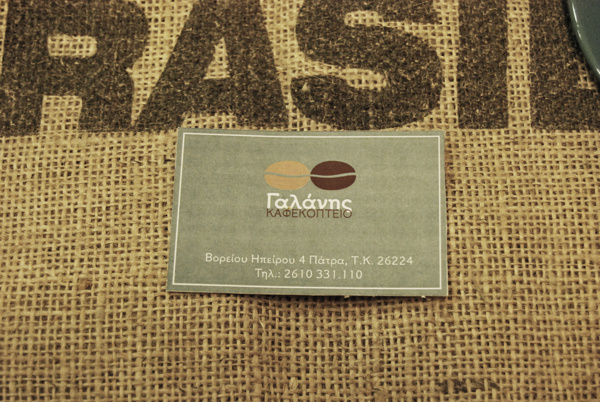 RASIL
Γαλάνης
ΚΑΦΕΚΟΠΤΕΙΟ
Βορείου Ηπείρου 4 Πάτρα, Τ.Κ. 26224
Τηλ.: 2610 331.110